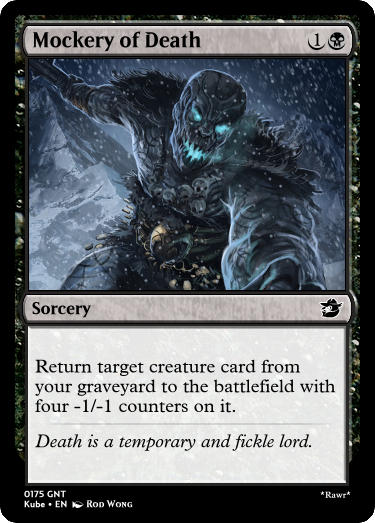 Mockery of Death 1
Sorcery
Return target creature card from
your graveyard to the battlefield with
four -1/-1 counters on it.
Death is a temporary and fickle lord.
0175 GNT
Kube • EN Rod Wong
*Rawr*